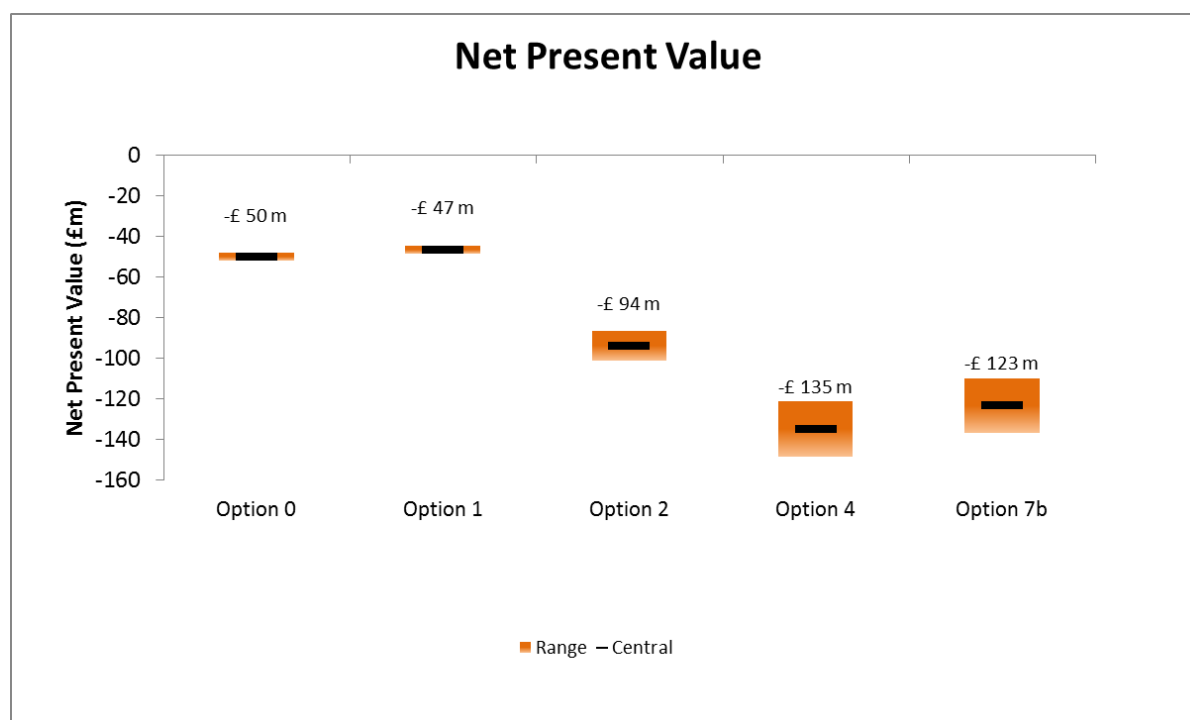 Net Present Value
Net Present Value (£m)
0
-20
-40
-60
-80
-100
-120
-140
-160
-£ 50 m
-£ 47 m
-£ 94 m
-£ 135 m
-£ 123 m
Option 0
Option 1
Option 2
Option 4
Option 7b
Range
Central